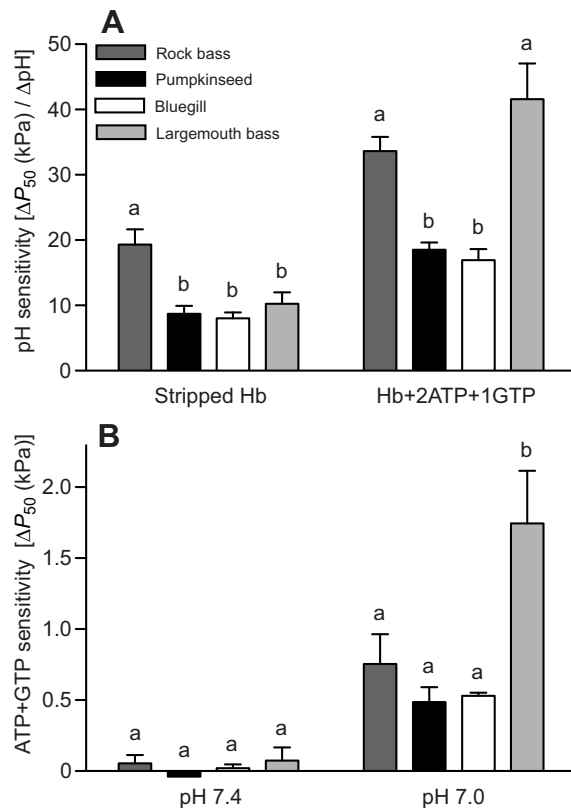 A
pH sensitivity [ΔP50 (kPa) / ΔpH]
50
40
30
20
10
0
Rock bass
Pumpkinseed
Bluegill
Largemouth bass
a
b
b
b
a
b
b
a
Stripped Hb
Hb+2ATP+1GTP
B
ATP+GTP sensitivity [ΔP50 (kPa)]
2.0
1.5
1.0
0.5
0
a
a
a
a
a
a
a
b
pH 7.4
pH 7.0